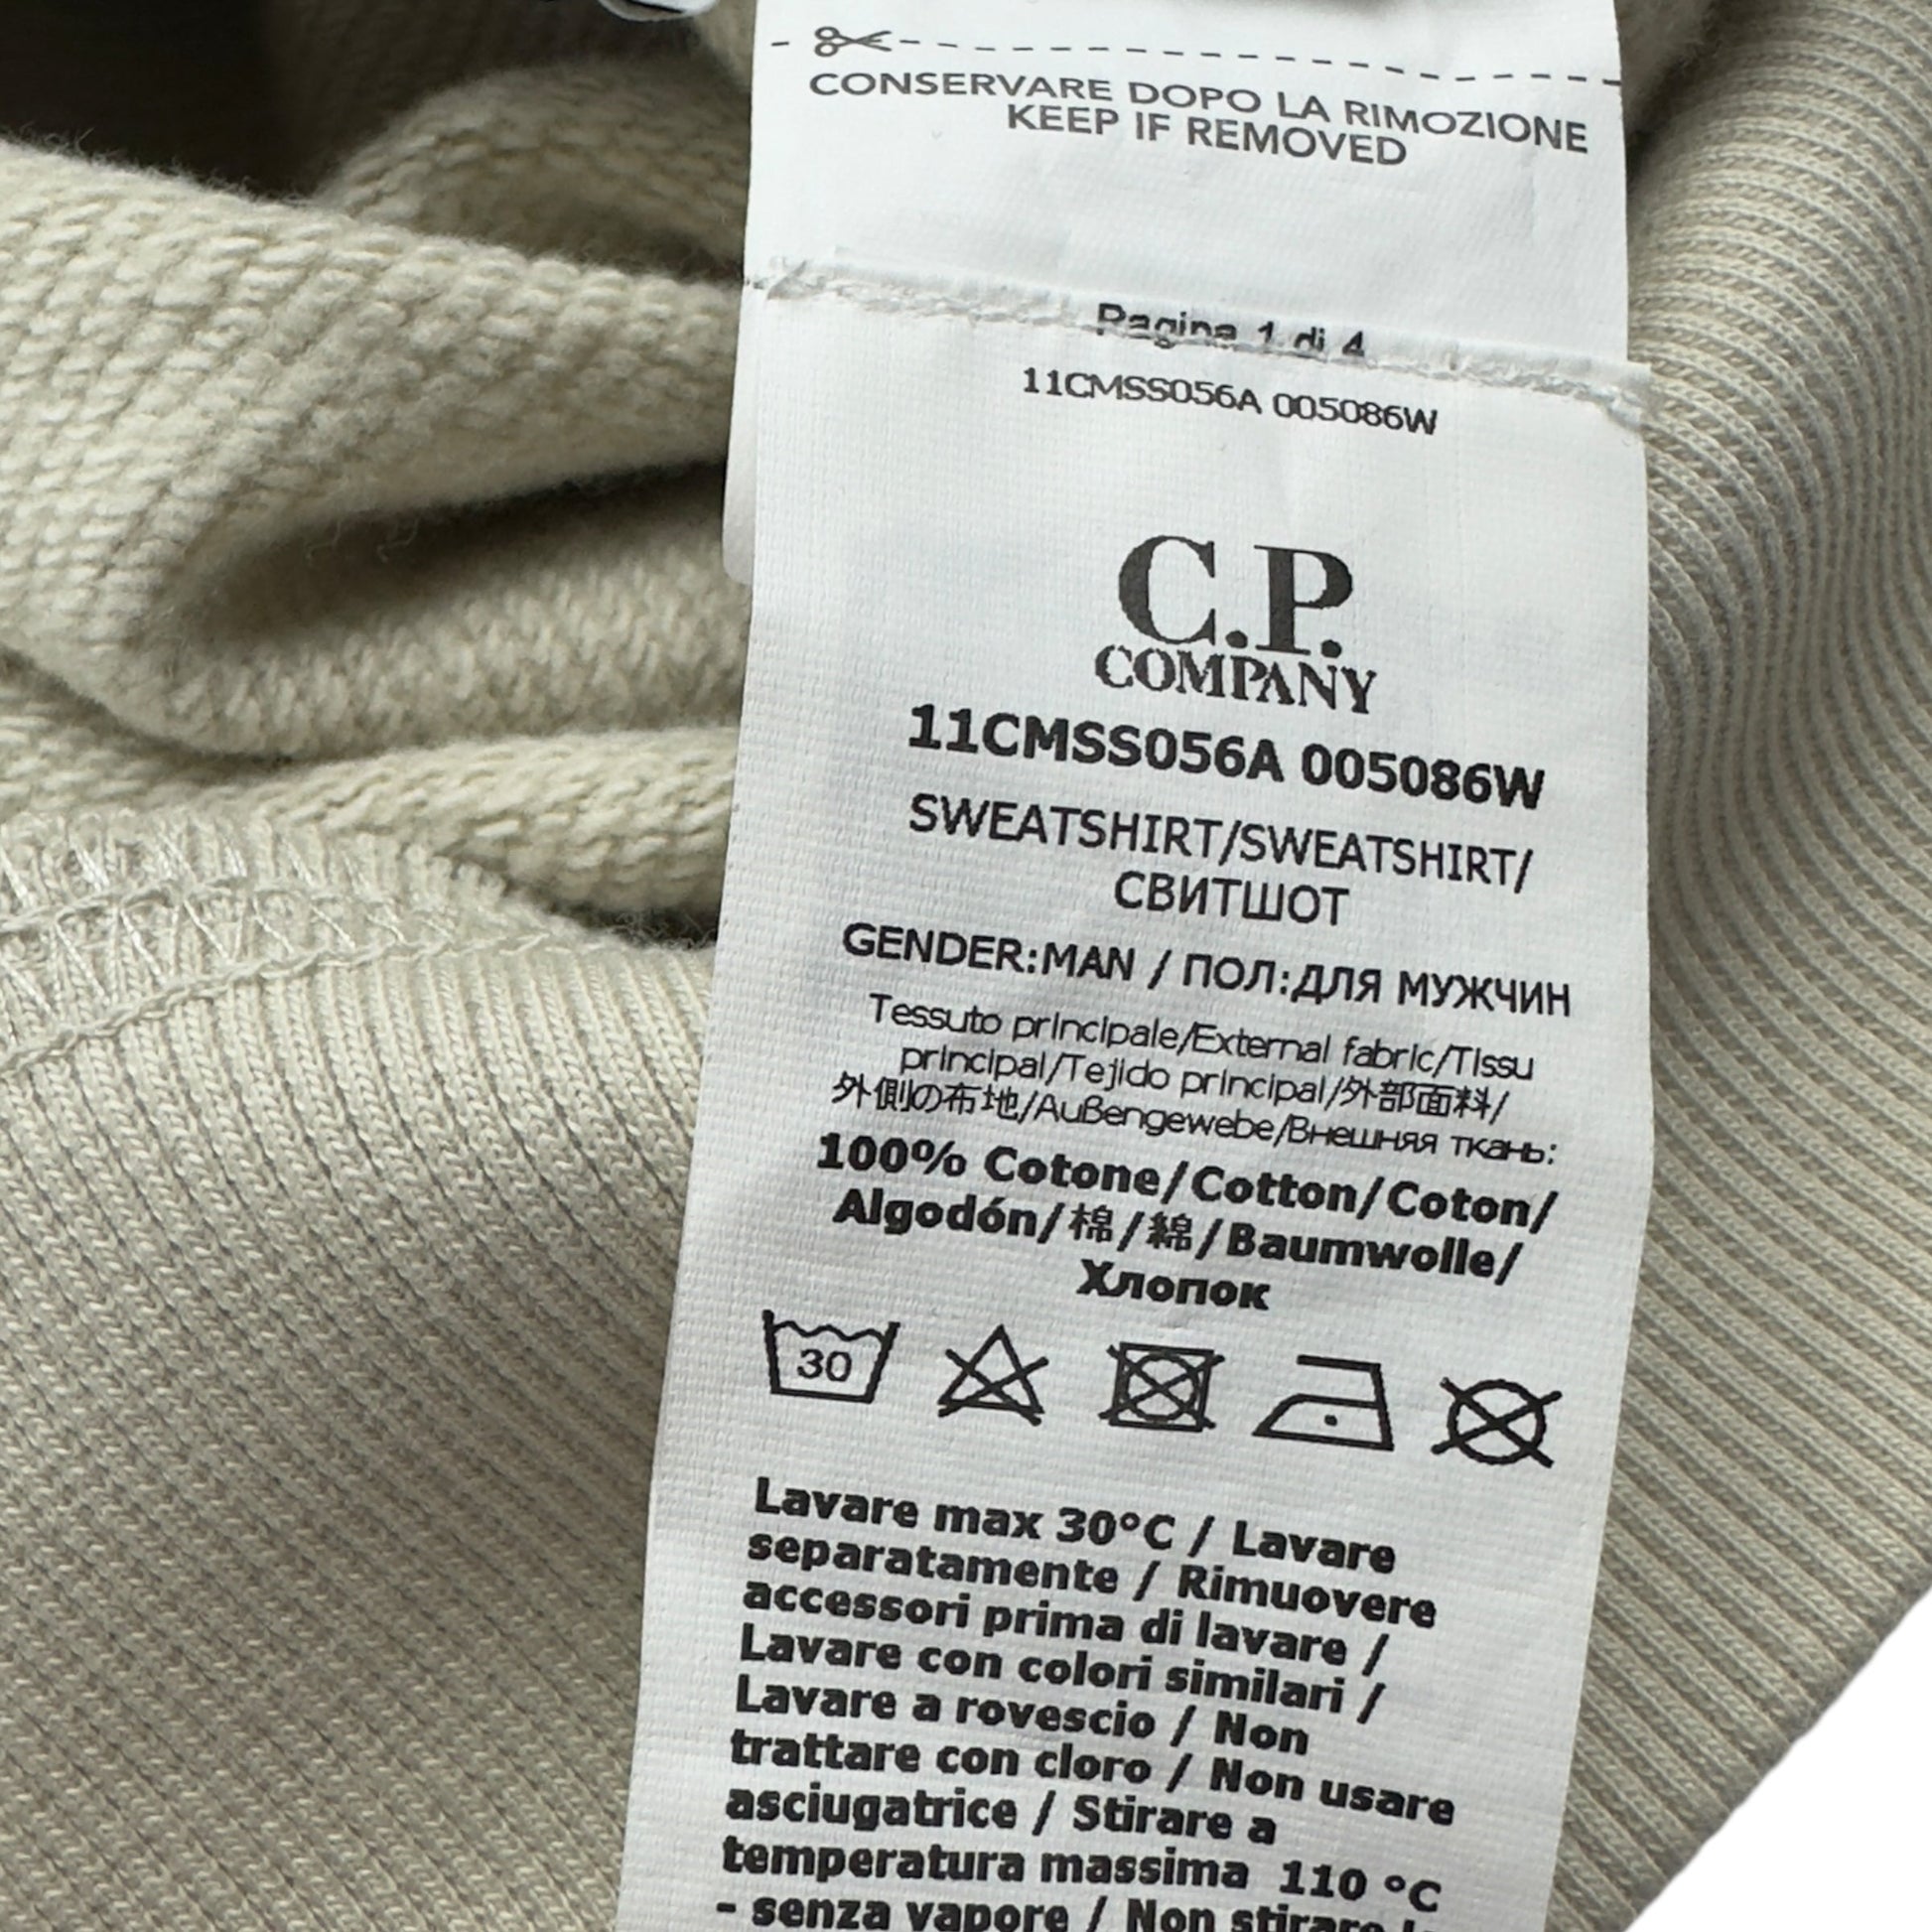 CONSERVARE DOPO LA RIMOZIONE
KEEP IF REMOVED
Pagina 1 di 4
11CMSS056A 005086W
C.P.
COMPANY
11CMSS056A 005086W
SWEATSHIRT/SWEATSHIRT/
СВИТШОТ
GENDER:MAN / ПОЛ:ДЛЯ МУЖЧИН
Tessuto principale/External fabric/Tissu
principal/Tejido principal/外部面料/
外側の布地/Außengewebe/Внешняя ткань:
100% Cotone/Cotton/Coton/
Algodón/棉/綿/Baumwolle/
Хлопок
30
Lavare max 30°C / Lavare
separatamente / Rimuovere
accessori prima di lavare /
Lavare con colori similari /
Lavare a rovescio / Non
trattare con cloro / Non usare
asciugatrice / Stirare a
temperatura massima 110 °C
- senza vapore / Non stirare